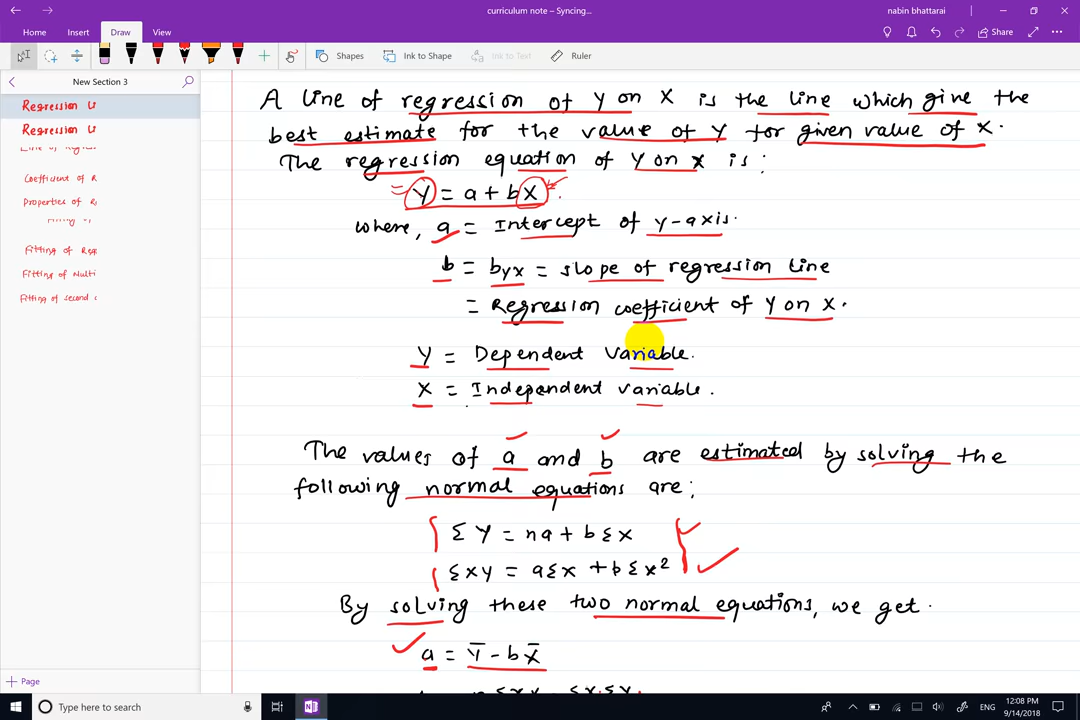 curriculum note - Syncing...
nabin bhattarai
Home
Insert
Draw
View
Share
Shapes
Ink to Shape
Ink to Text
Ruler
New Section 3
Regression Li
Regression Li
Line of Regres
Coefficient of R
Properties of R
Fitting of
Fitting of Reg
Fitting of Multi
Fitting of second
A line of regression of Y on X is the line which give the
best estimate for the value of Y for given value of X.
The regression equation of Y on X is:
= Y = a + b X
where, a = Intercept of y-axis.
b = byx = slope of regression line
= Regression coefficient of Y on X.
Y = Dependent variable.
X = Independent variable.
The values of a and b are estimated by solving the
following normal equations are;
ΣY = na + bΣX
Σxy = aΣx + bΣx²
By solving these two normal equations, we get.
a = Y̅ - b X̅
+ Page
Type here to search
ENG
12:08 PM
9/14/2018